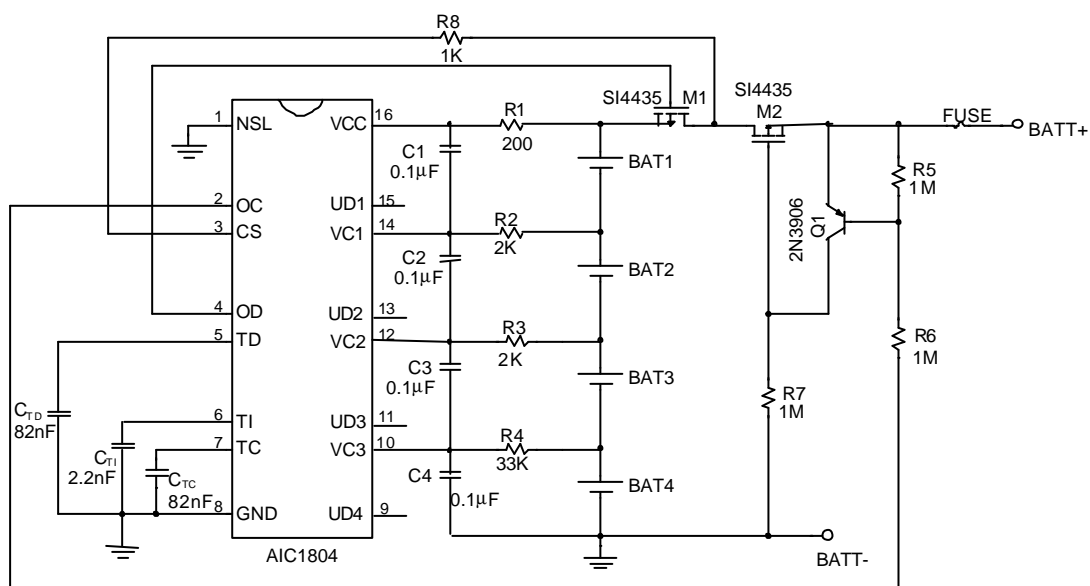 R8
1K
SI4435
M1
SI4435
M2
FUSE
BATT+
1
NSL
VCC
16
R1
200
C1
0.1µF
BAT1
R5
1M
2
OC
UD1
15
3
CS
VC1
14
R2
2K
2N3906
Q1
C2
0.1µF
BAT2
4
OD
UD2
13
5
TD
VC2
12
R3
2K
R6
1M
C3
0.1µF
BAT3
R7
1M
CTD
82nF
6
TI
UD3
11
7
TC
VC3
10
R4
33K
CTI
2.2nF
CTC
82nF
C4
0.1µF
BAT4
8
GND
UD4
9
AIC1804
BATT-